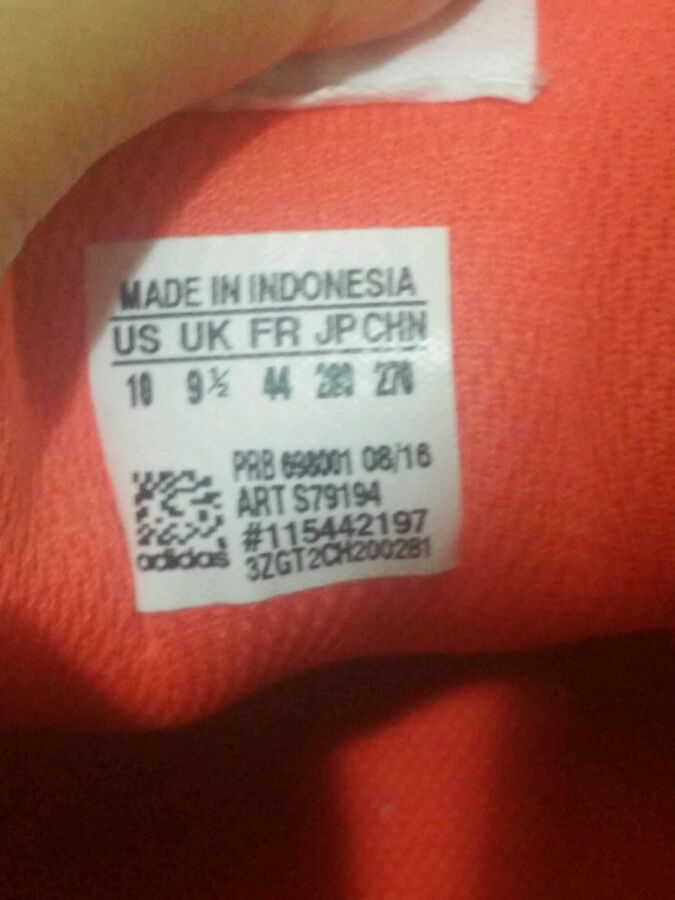 MADE IN INDONESIA
US UK FR JP CHN
10 9½ 44 280 270
PRB 698001 08/16
ART S79194
#115442197
adidas 3ZGT2CH200281